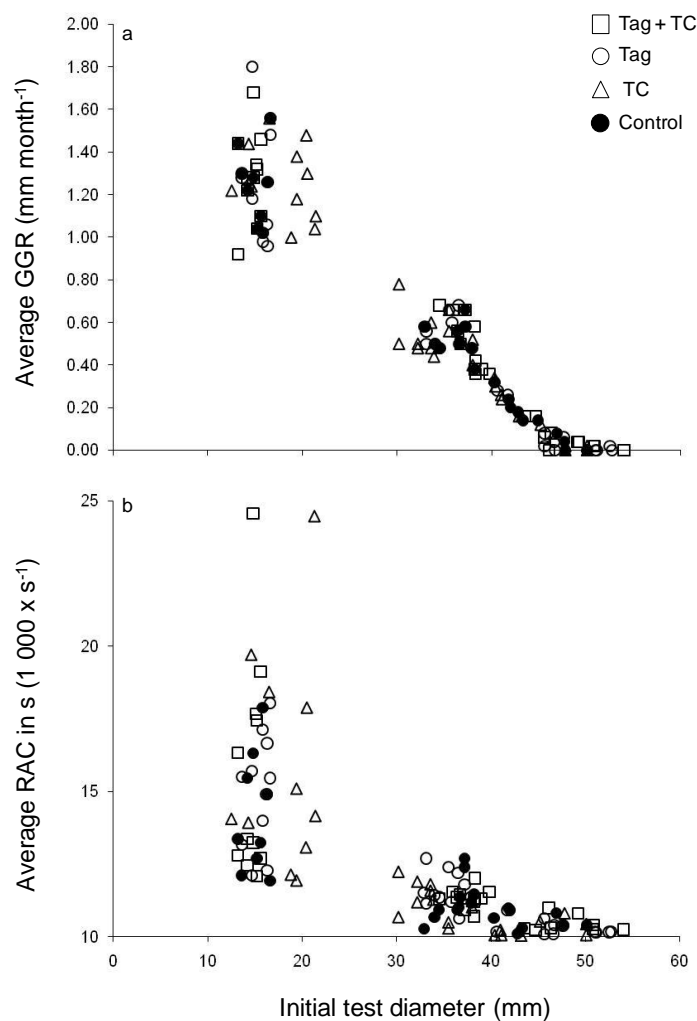 2.00
a
1.80
1.60
1.40
1.20
1.00
0.80
0.60
0.40
0.20
0.00
Average GGR (mm month-1)
Tag + TC
Tag
TC
Control
25
b
20
15
10
Average RAC in s (1 000 x s-1)
0
10
20
30
40
50
60
Initial test diameter (mm)